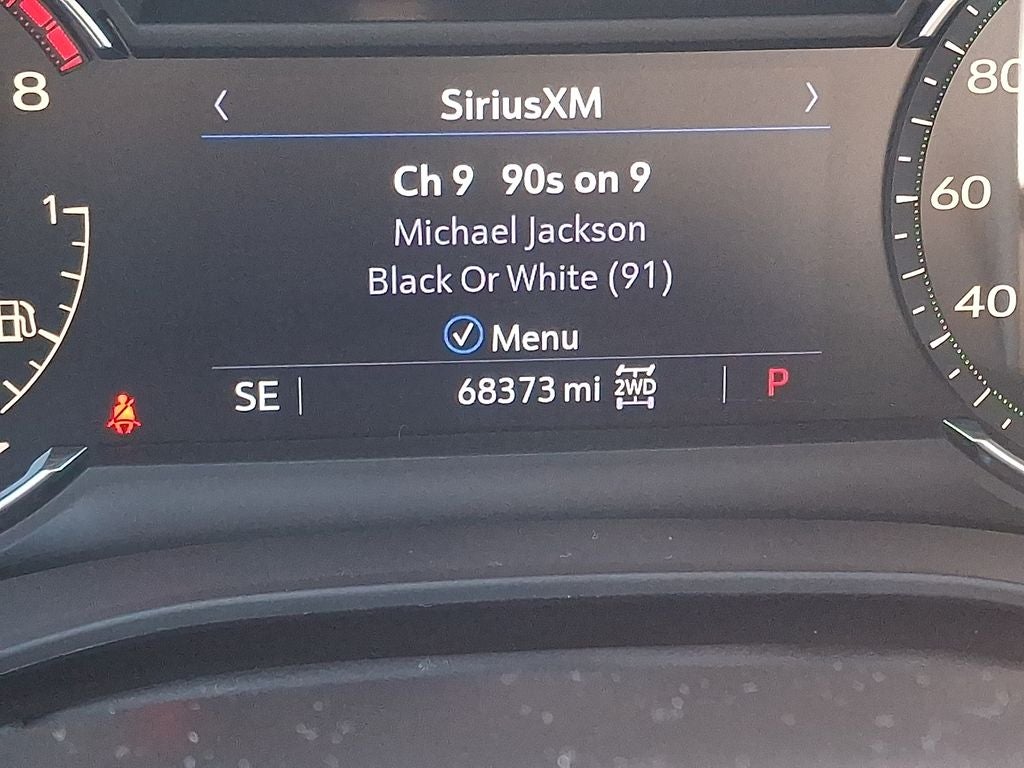 8
SiriusXM
80
Ch 9 90s on 9
1
60
Michael Jackson
Black Or White (91)
40
Menu
SE
68373 mi 2WD
P